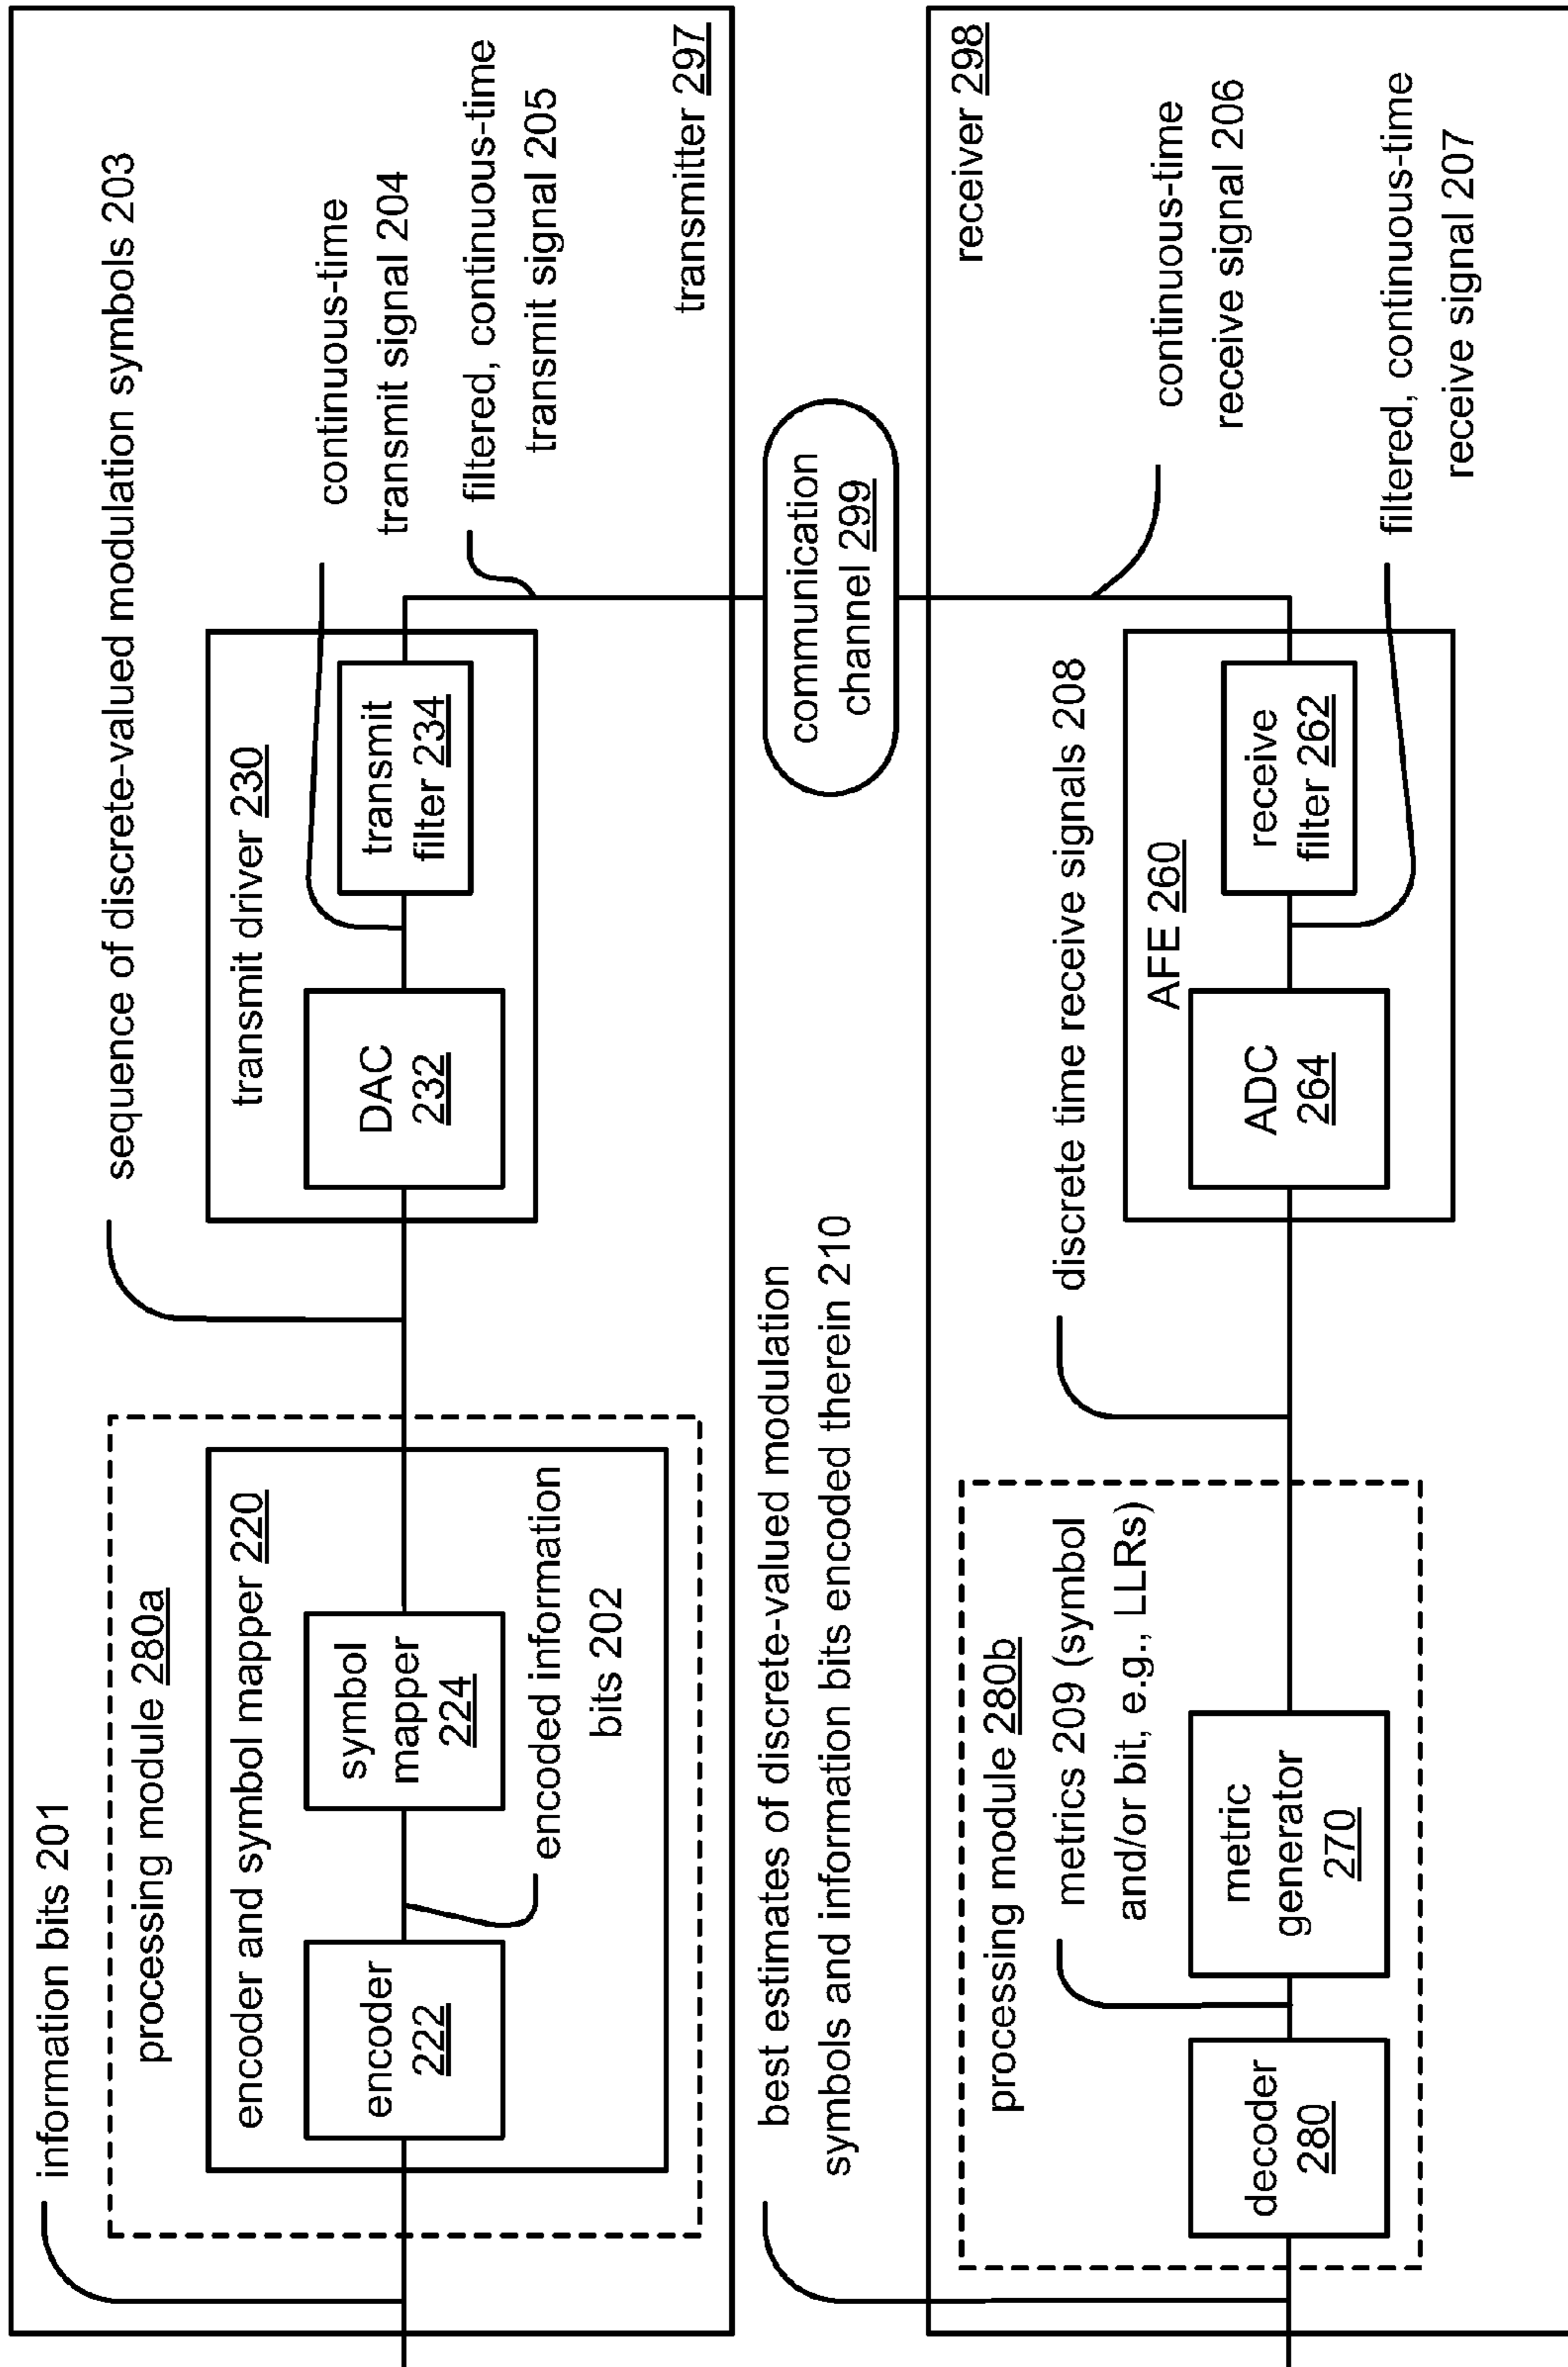 information bits 201
sequence of discrete-valued modulation symbols 203
processing module 280a
encoder and symbol mapper 220
encoder
222
symbol
mapper
224
encoded information
bits 202
transmit driver 230
DAC
232
transmit
filter 234
continuous-time
transmit signal 204
filtered, continuous-time
transmit signal 205
transmitter 297
communication
channel 299
best estimates of discrete-valued modulation
symbols and information bits encoded therein 210
receiver 298
processing module 280b
metrics 209 (symbol
and/or bit, e.g., LLRs)
decoder
280
metric
generator
270
discrete time receive signals 208
AFE 260
ADC
264
receive
filter 262
continuous-time
receive signal 206
filtered, continuous-time
receive signal 207